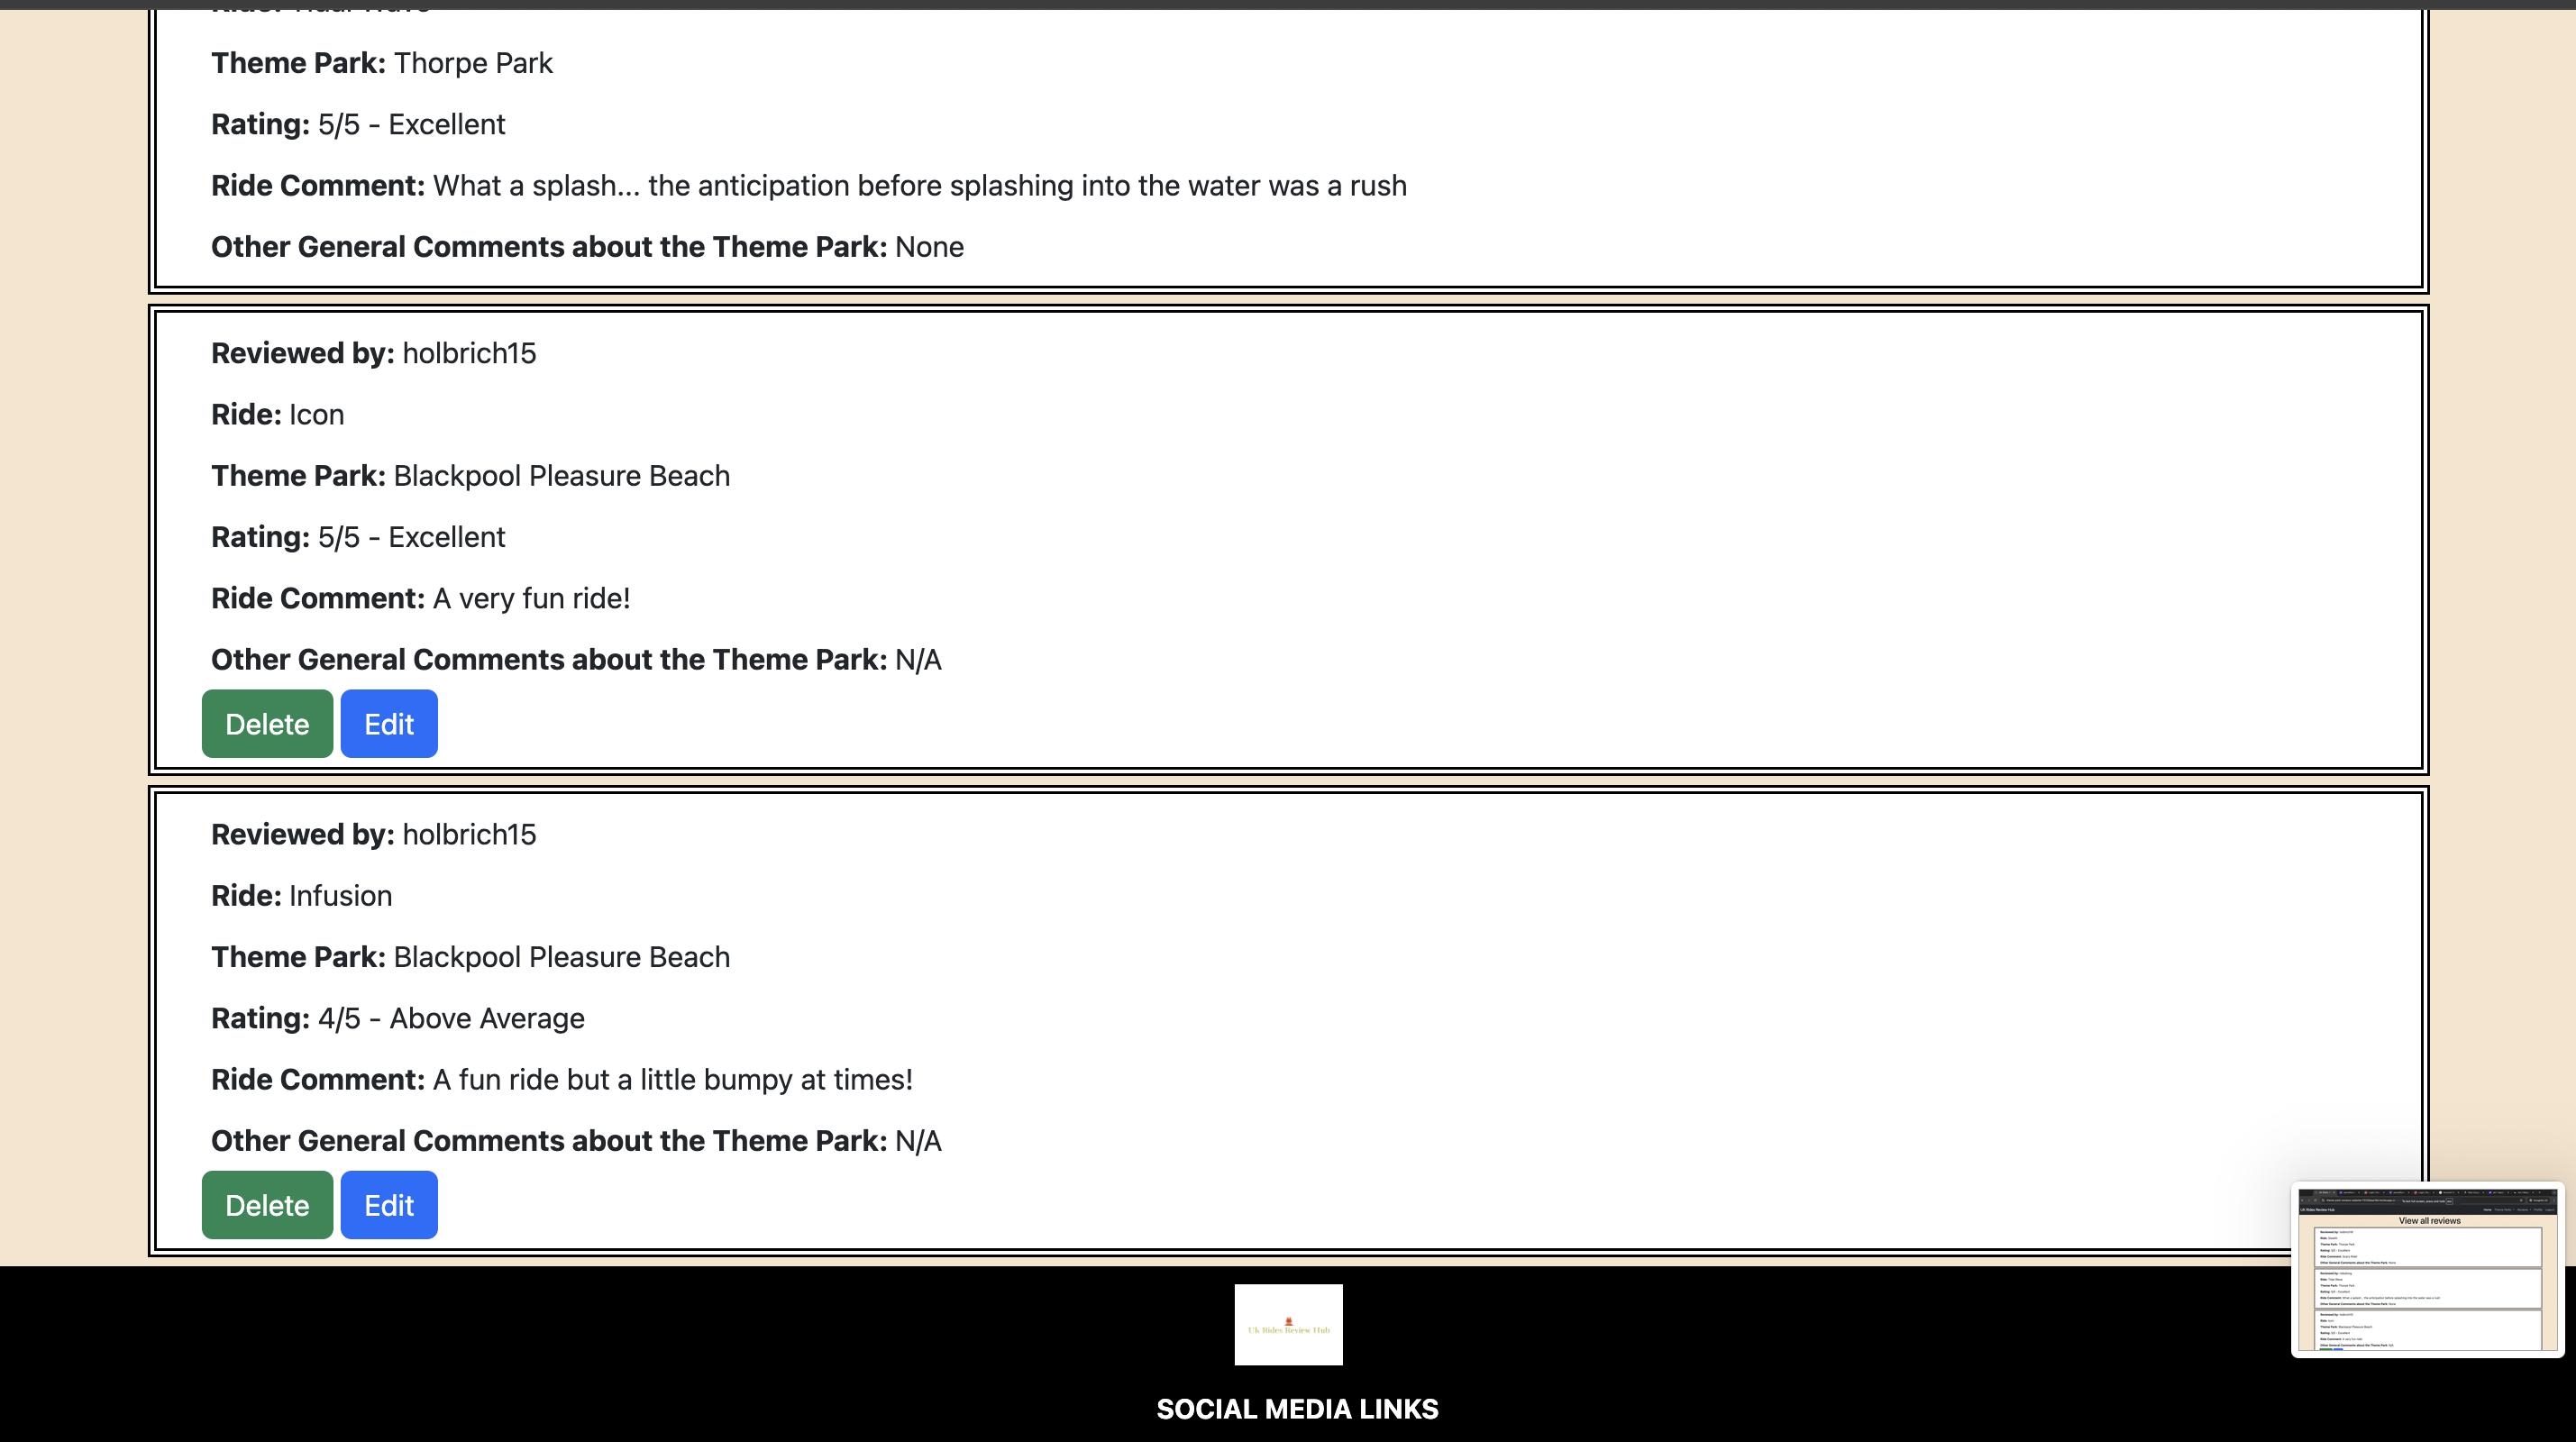 Theme Park: Thorpe Park
Rating: 5/5 - Excellent
Ride Comment: What a splash... the anticipation before splashing into the water was a rush
Other General Comments about the Theme Park: None
Reviewed by: holbrich15
Ride: Icon
Theme Park: Blackpool Pleasure Beach
Rating: 5/5 - Excellent
Ride Comment: A very fun ride!
Other General Comments about the Theme Park: N/A
Delete Edit
Reviewed by: holbrich15
Ride: Infusion
Theme Park: Blackpool Pleasure Beach
Rating: 4/5 - Above Average
Ride Comment: A fun ride but a little bumpy at times!
Other General Comments about the Theme Park: N/A
Delete Edit
Uk Rides Review Hub
SOCIAL MEDIA LINKS
View all reviews